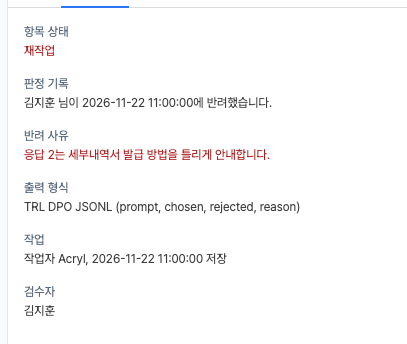 항목 상태
재작업
판정 기록
김지훈 님이 2026-11-22 11:00:00에 반려했습니다.
반려 사유
응답 2는 세부내역서 발급 방법을 틀리게 안내합니다.
출력 형식
TRL DPO JSONL (prompt, chosen, rejected, reason)
작업
작업자 Acryl, 2026-11-22 11:00:00 저장
검수자
김지훈